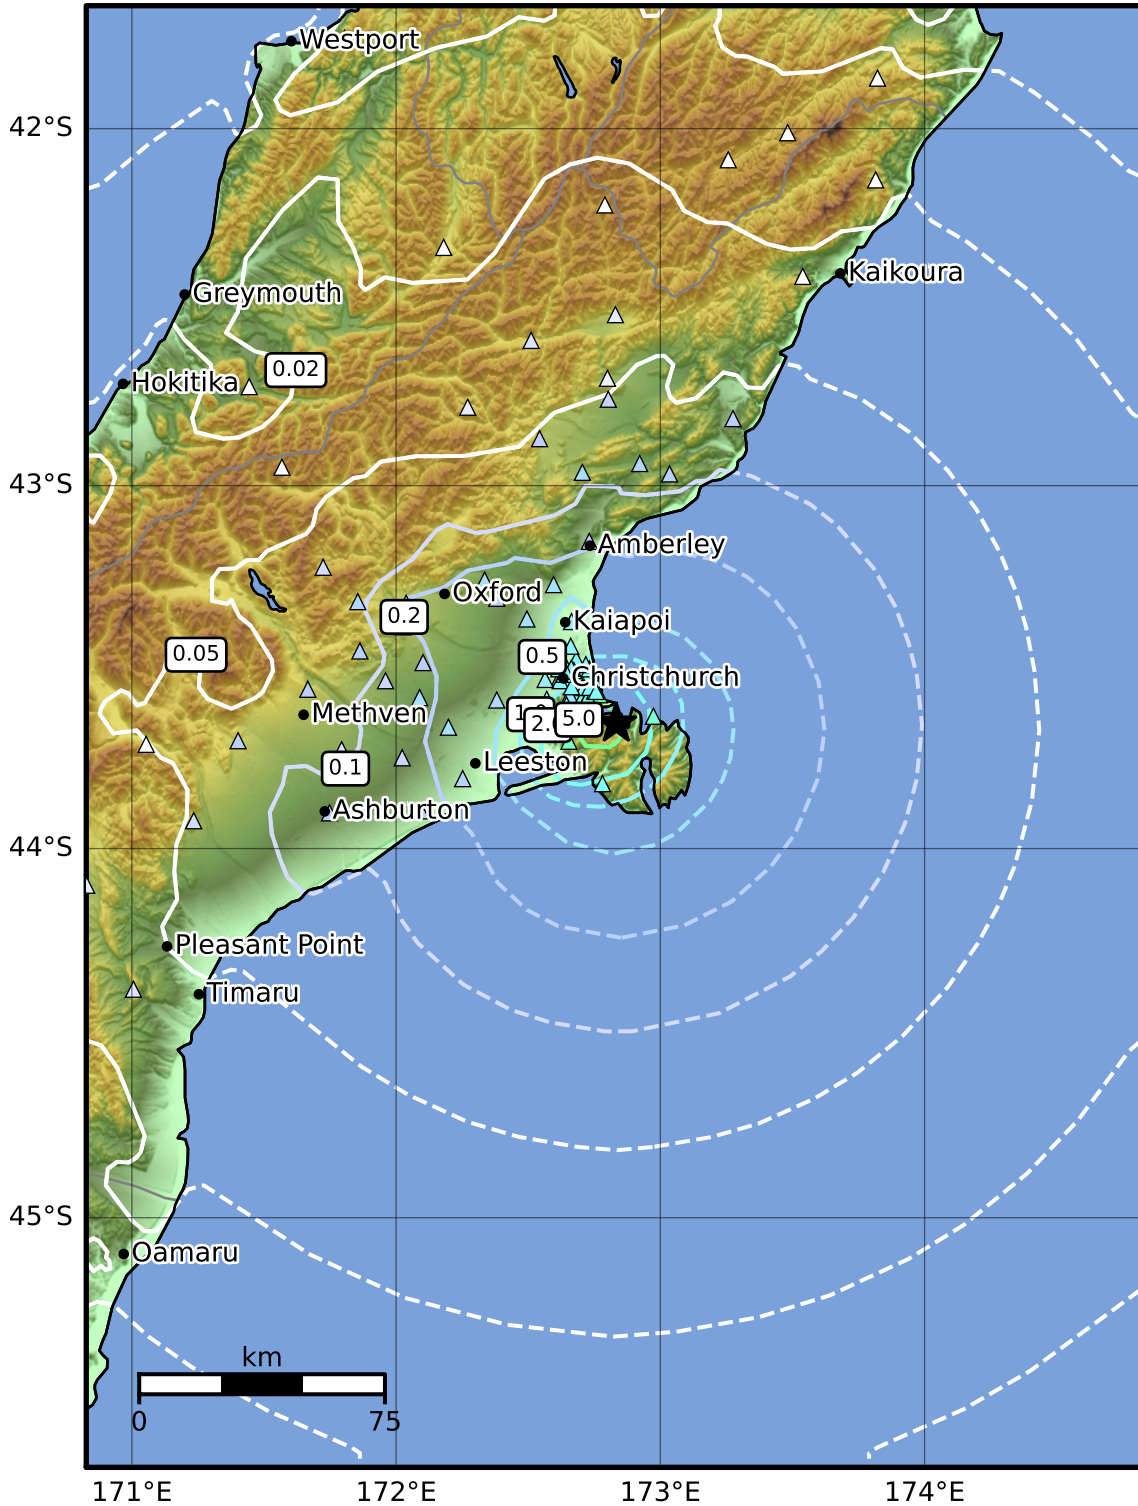 Westport
42°S
Kaikoura
Greymouth
0.02
Hokitika
43°S
Amberley
Oxford
0.2
Kaiapoi
0.05
0.5
Christchurch
Methven
5.0
0.1
Leeston
Ashburton
44°S
Pleasant Point
Timaru
45°S
Oamaru
km
0 75
171°E 172°E 173°E 174°E